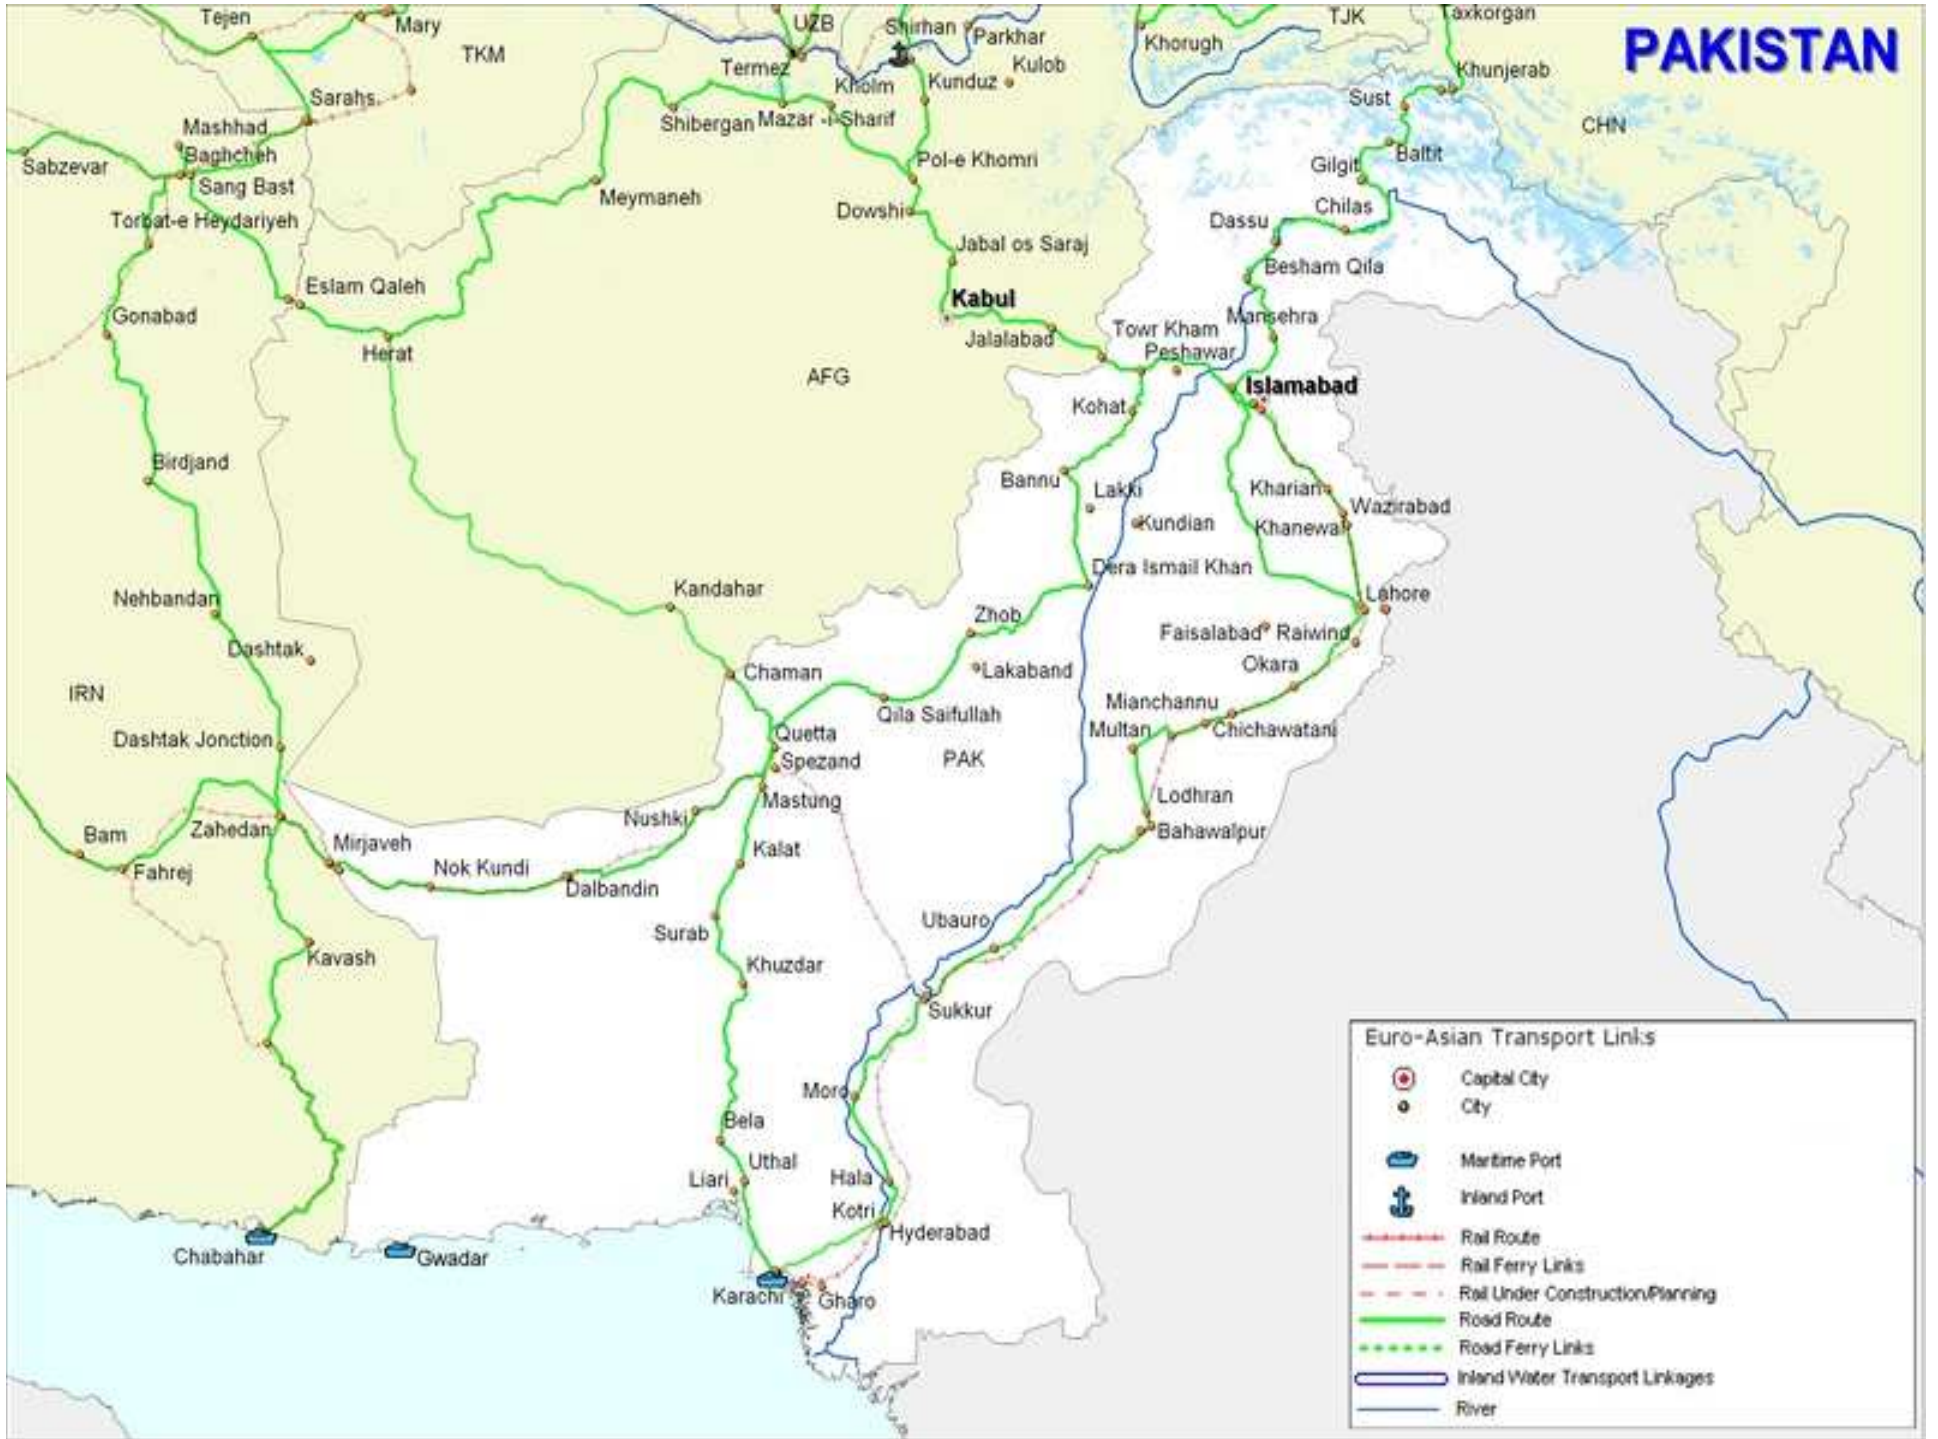 Tejen
Mary
TKM
UZB
Shirhan
Parkhar
Khorugh
TJK
Taxkorgan
PAKISTAN
Termez
Kholm
Kunduz
Kulob
Khunjerab
Sust
CHN
Sarahs
Mashhad
Baghcheh
Sabzevar
Sang Bast
Shibergan
Mazar -i-Sharif
Pol-e Khomri
Baltit
Gilgit
Meymaneh
Dowshi
Chilas
Dassu
Torbat-e Heydariyeh
Jabal os Saraj
Besham Qila
Eslam Qaleh
Kabul
Gonabad
Jalalabad
Towr Kham
Mansehra
Herat
Peshawar
AFG
Islamabad
Kohat
Birdjand
Bannu
Lakki
Kharian
Wazirabad
Kundian
Khanewal
Dera Ismail Khan
Nehbandan
Kandahar
Zhob
Lahore
Faisalabad
Raiwind
Dashtak
Chaman
Lakaband
Okara
IRN
Qila Saifullah
Mianchannu
Dashtak Jonction
Quetta
Multan
Chichawatani
Spezand
PAK
Mastung
Lodhran
Nushki
Bahawalpur
Bam
Zahedan
Mirjaveh
Fahrej
Nok Kundi
Dalbandin
Kalat
Surab
Ubauro
Kavash
Khuzdar
Sukkur
Moro
Bela
Uthal
Liari
Hala
Kotri
Hyderabad
Chabahar
Gwadar
Karachi
Gharo
Euro-Asian Transport Links
Capital City
City
Maritime Port
Inland Port
Rail Route
Rail Ferry Links
Rail Under Construction/Planning
Road Route
Road Ferry Links
Inland Water Transport Linkages
River